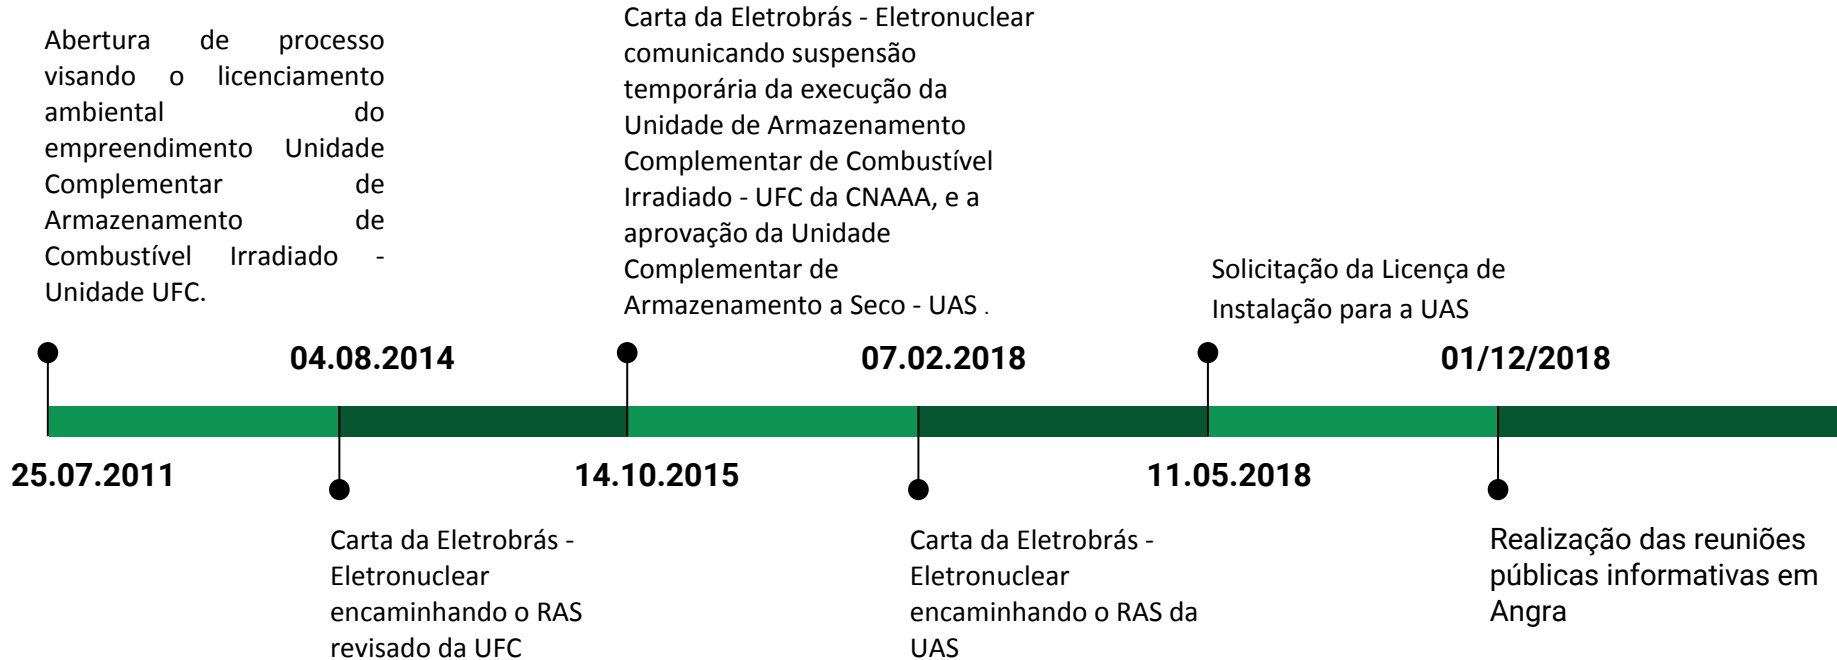 Abertura de processo
visando o licenciamento
ambiental do
empreendimento Unidade
Complementar de
Armazenamento de
Combustível Irradiado -
Unidade UFC.
25.07.2011
04.08.2014
Carta da Eletrobrás -
Eletronuclear
encaminhando o RAS
revisado da UFC
Carta da Eletrobrás - Eletronuclear
comunicando suspensão
temporária da execução da
Unidade de Armazenamento
Complementar de Combustível
Irradiado - UFC da CNAAA, e a
aprovação da Unidade
Complementar de
Armazenamento a Seco - UAS .
14.10.2015
07.02.2018
Carta da Eletrobrás -
Eletronuclear
encaminhando o RAS da
UAS
Solicitação da Licença de
Instalação para a UAS
11.05.2018
01/12/2018
Realização das reuniões
públicas informativas em
Angra